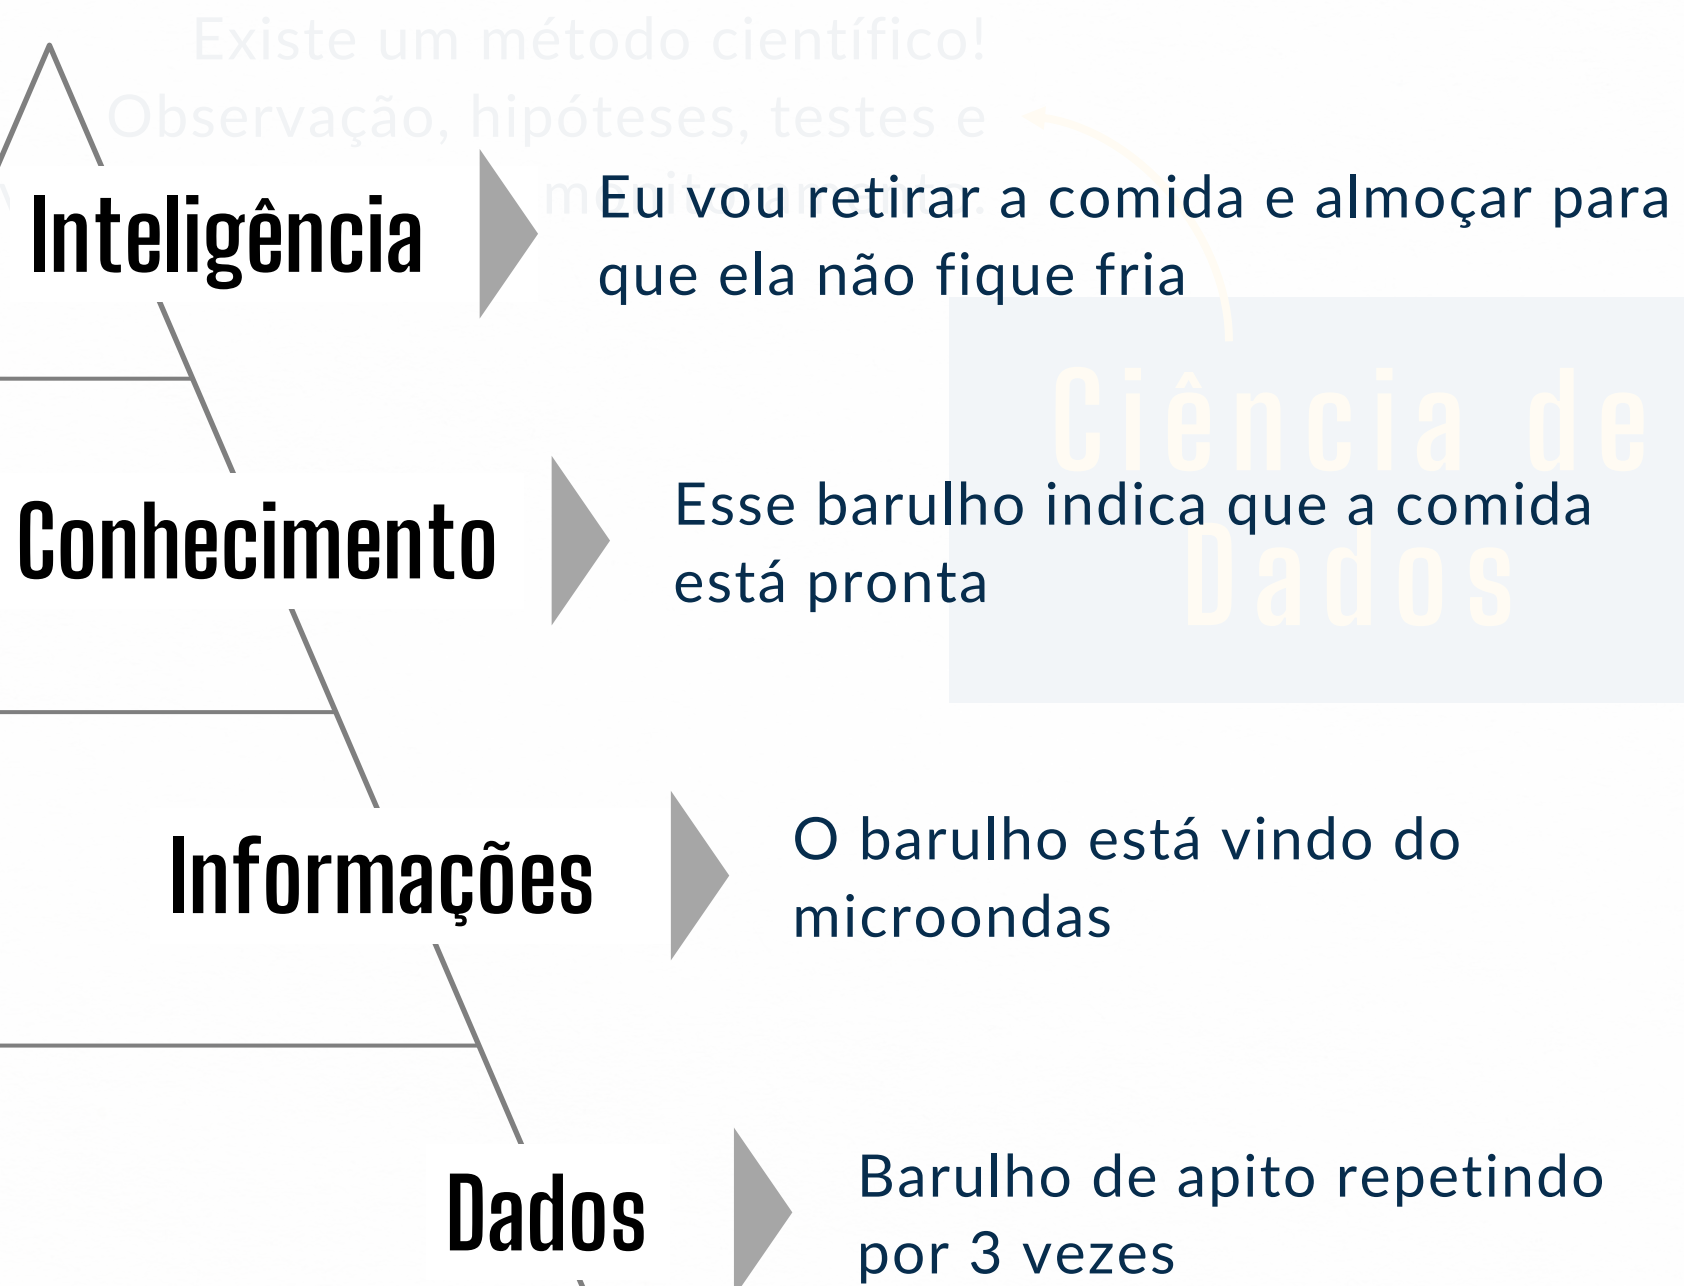 Existe um método científico!
Observação, hipóteses, testes e
monitoramento.
Inteligência
Eu vou retirar a comida e almoçar para
que ela não fique fria
Ciência de
Dados
Conhecimento
Esse barulho indica que a comida
está pronta
Informações
O barulho está vindo do
microondas
Dados
Barulho de apito repetindo
por 3 vezes